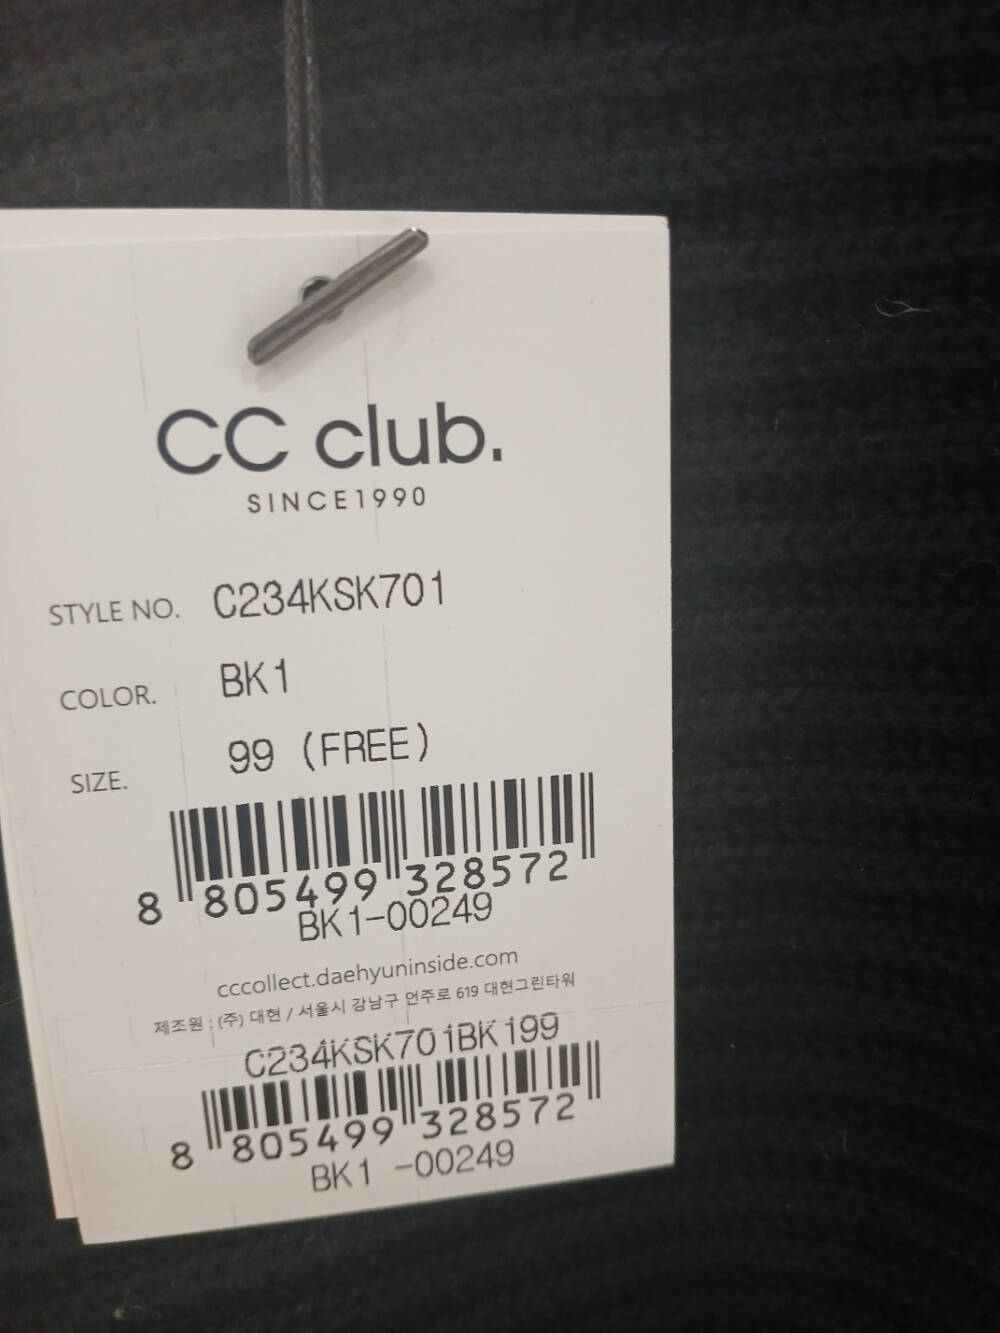 CC club.
SINCE1990
STYLE NO. C234KSK701
COLOR. BK1
SIZE. 99 (FREE)
8 805499 328572
BK1-00249
cccollect.daehyuninside.com
제조원 : (주) 대현 / 서울시 강남구 언주로 619 대현그린타워
C234KSK701BK199
8 805499 328572
BK1 -00249